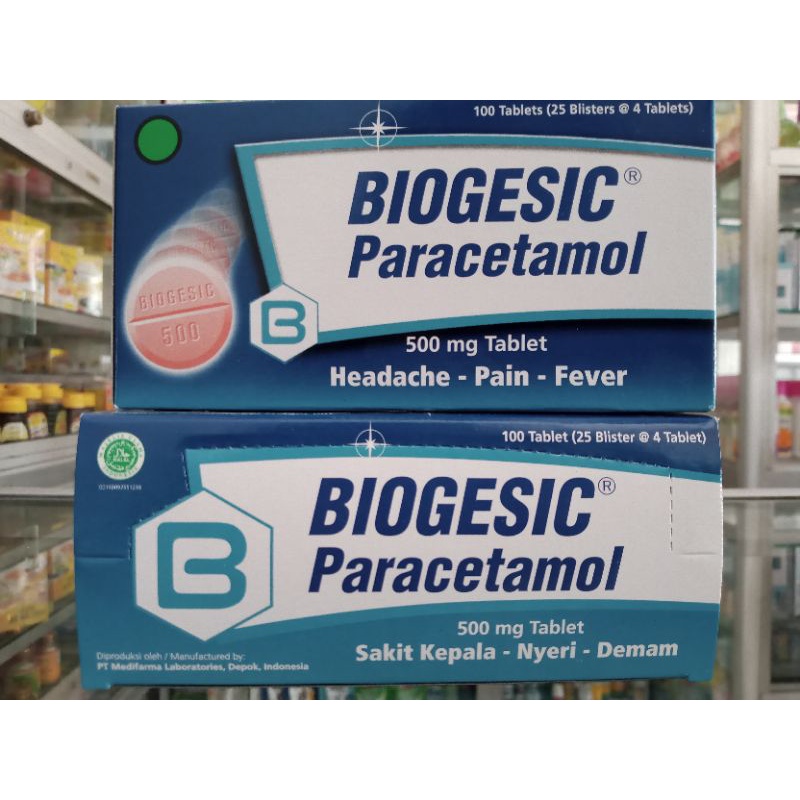 100 Tablets (25 Blisters @ 4 Tablets)
BIOGESIC®
Paracetamol
BIOGESIC
500
B
500 mg Tablet
Headache - Pain - Fever
100 Tablet (25 Blister @ 4 Tablet)
BIOGESIC®
Paracetamol
B
500 mg Tablet
Sakit Kepala - Nyeri - Demam
Diproduksi oleh / Manufactured by:
PT Medifarma Laboratories, Depok, Indonesia